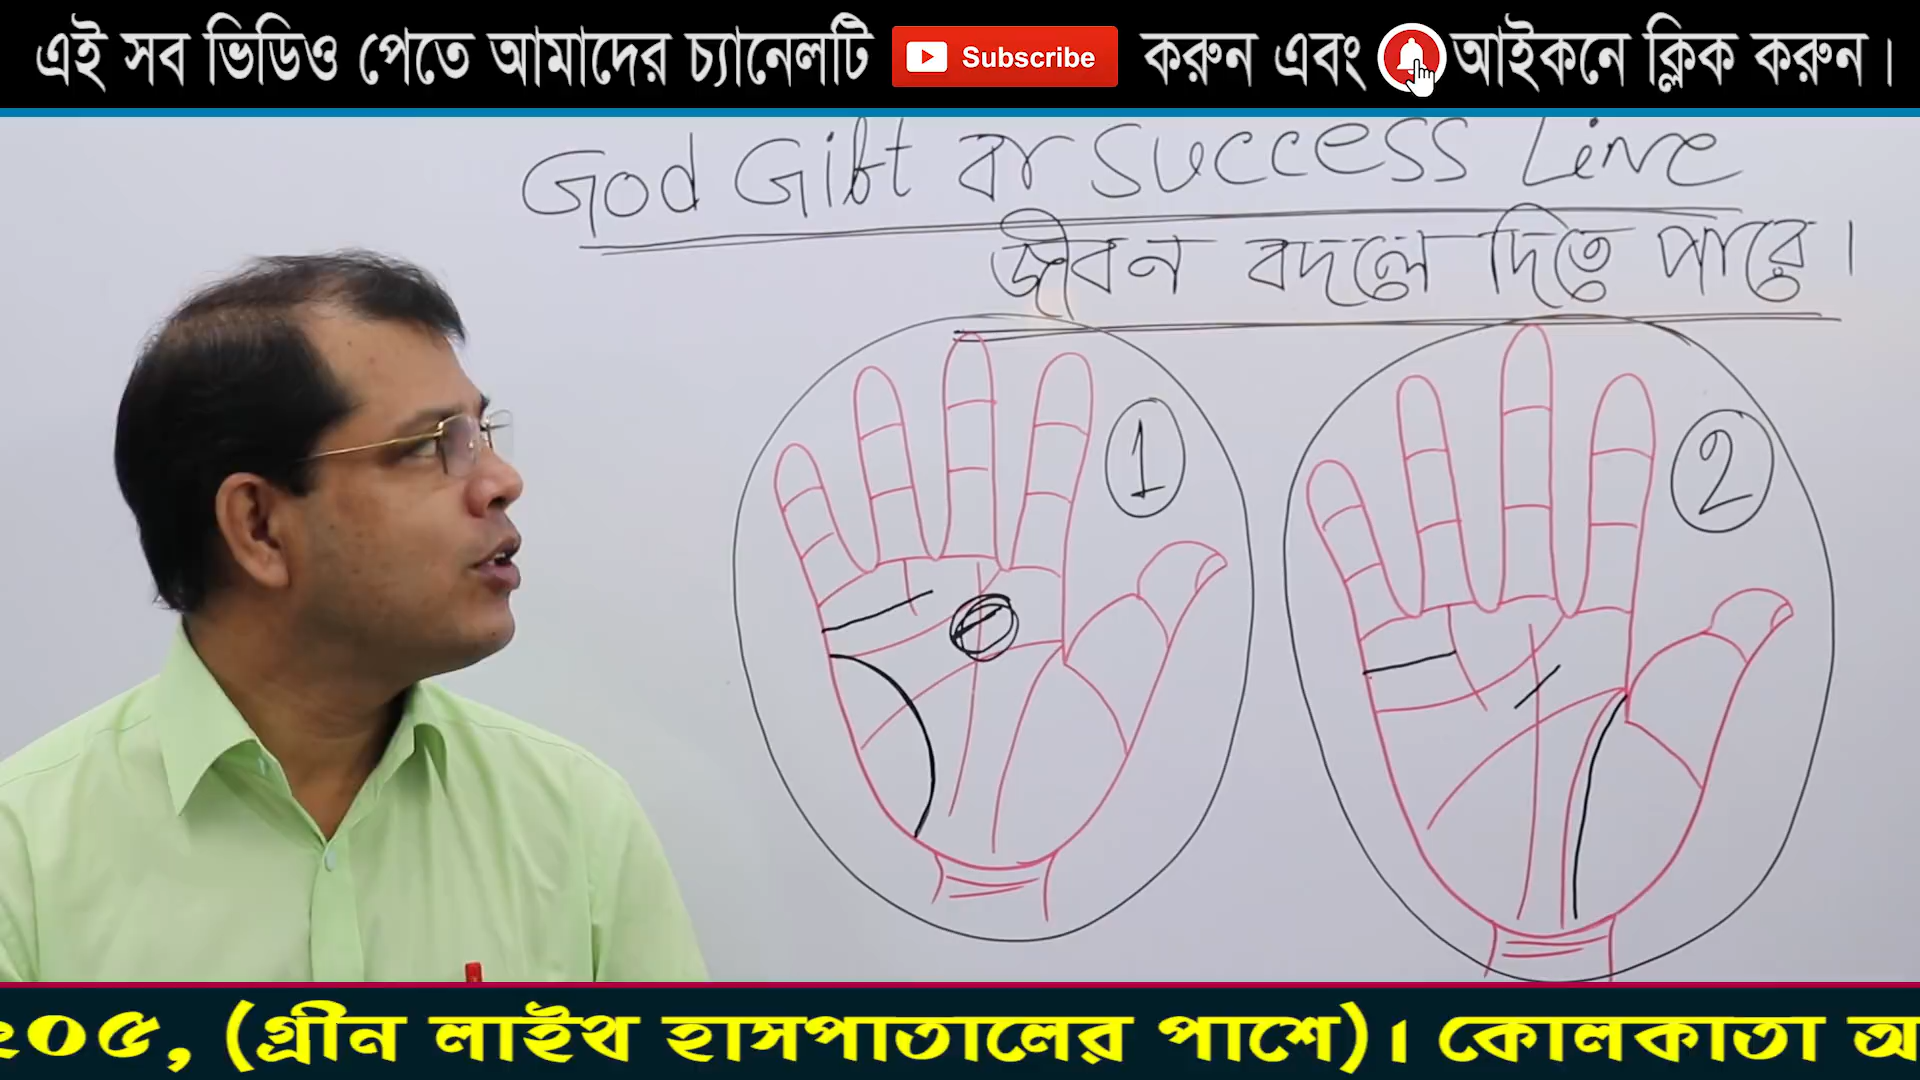 এই সব ভিডিও পেতে আমাদের চ্যানেলটি Subscribe করুন এবং আইকনে ক্লিক করুন।
God Gift বা Success Line
জীবন বদলে দিতে পারে।
1
2
২০৫, (গ্রীন লাইফ হাসপাতালের পাশে)। কোলকাতা অ